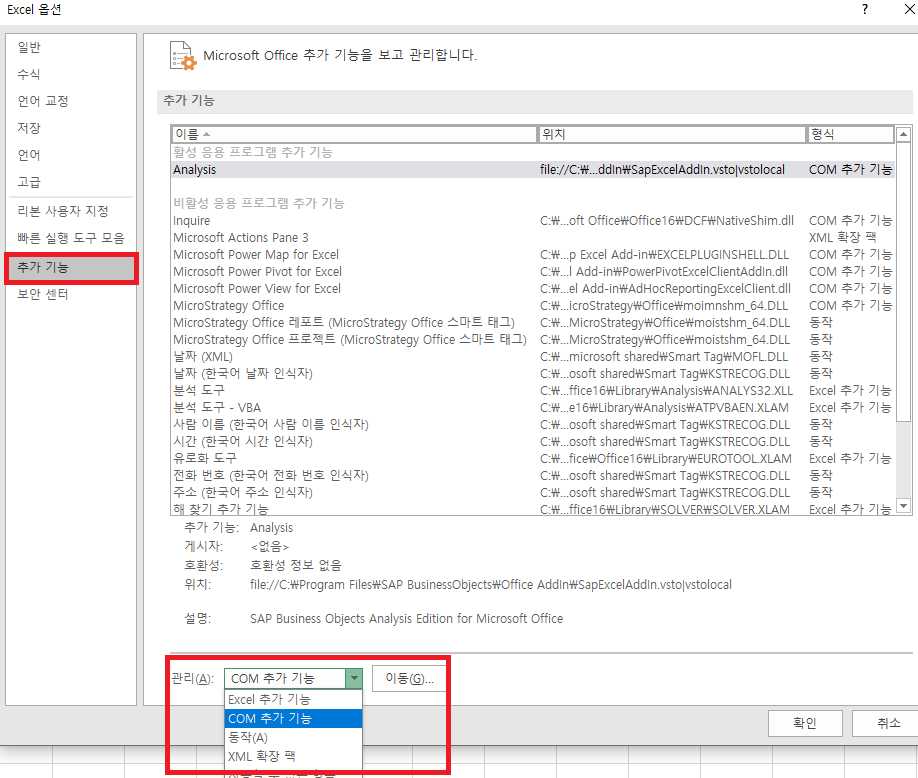 Excel 옵션 ? ×
일반
수식
언어 교정
저장
언어
고급
리본 사용자 지정
빠른 실행 도구 모음
추가 기능
보안 센터
Microsoft Office 추가 기능을 보고 관리합니다.
추가 기능
이름 위치 형식
활성 응용 프로그램 추가 기능
Analysis file://C:₩...ddIn₩SapExcelAddIn.vsto|vstolocal COM 추가 기능
비활성 응용 프로그램 추가 기능
Inquire C:₩...oft Office₩Office16₩DCF₩NativeShim.dll COM 추가 기능
Microsoft Actions Pane 3 XML 확장 팩
Microsoft Power Map for Excel C:₩...p Excel Add-in₩EXCELPLUGINSHELL.DLL COM 추가 기능
Microsoft Power Pivot for Excel C:₩...l Add-in₩PowerPivotExcelClientAddIn.dll COM 추가 기능
Microsoft Power View for Excel C:₩...el Add-in₩AdHocReportingExcelClient.dll COM 추가 기능
MicroStrategy Office C:₩...icroStrategy₩Office₩moimnshm_64.DLL COM 추가 기능
MicroStrategy Office 레포트 (MicroStrategy Office 스마트 태그) C:₩...MicroStrategy₩Office₩moistshm_64.DLL 동작
MicroStrategy Office 프로젝트 (MicroStrategy Office 스마트 태그) C:₩...MicroStrategy₩Office₩moistshm_64.DLL 동작
날짜 (XML) C:₩...microsoft shared₩Smart Tag₩MOFL.DLL 동작
날짜 (한국어 날짜 인식자) C:₩...osoft shared₩Smart Tag₩KSTRECOG.DLL 동작
분석 도구 C:₩...ffice16₩Library₩Analysis₩ANALYS32.XLL Excel 추가 기능
분석 도구 - VBA C:₩...e16₩Library₩Analysis₩ATPVBAEN.XLAM Excel 추가 기능
사람 이름 (한국어 사람 이름 인식자) C:₩...osoft shared₩Smart Tag₩KSTRECOG.DLL 동작
시간 (한국어 시간 인식자) C:₩...osoft shared₩Smart Tag₩KSTRECOG.DLL 동작
유로화 도구 C:₩...fice₩Office16₩Library₩EUROTOOL.XLAM Excel 추가 기능
전화 번호 (한국어 전화 번호 인식자) C:₩...osoft shared₩Smart Tag₩KSTRECOG.DLL 동작
주소 (한국어 주소 인식자) C:₩...osoft shared₩Smart Tag₩KSTRECOG.DLL 동작
해 찾기 추가 기능 C:₩...ffice16₩Library₩SOLVER₩SOLVER.XLAM Excel 추가 기능
추가 기능: Analysis
게시자: <없음>
호환성: 호환성 정보 없음
위치: file://C:₩Program Files₩SAP BusinessObjects₩Office AddIn₩SapExcelAddIn.vsto|vstolocal
설명: SAP Business Objects Analysis Edition for Microsoft Office
관리(A): COM 추가 기능 이동(G)...
Excel 추가 기능
COM 추가 기능
동작(A)
XML 확장 팩
확인 취소